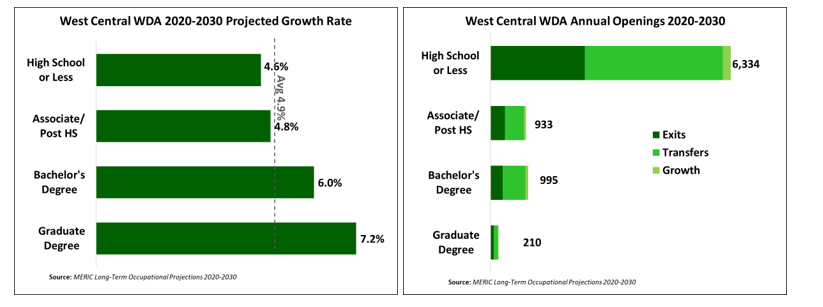 West Central WDA 2020-2030 Projected Growth Rate
High School
or Less
4.6%
Associate/
Post HS
4.8%
Bachelor's
Degree
6.0%
Graduate
Degree
7.2%
Avg 4.9%
Source: MERIC Long-Term Occupational Projections 2020-2030
West Central WDA Annual Openings 2020-2030
High School
or Less
6,334
Associate/
Post HS
933
Bachelor's
Degree
995
Graduate
Degree
210
Exits
Transfers
Growth
Source: MERIC Long-Term Occupational Projections 2020-2030